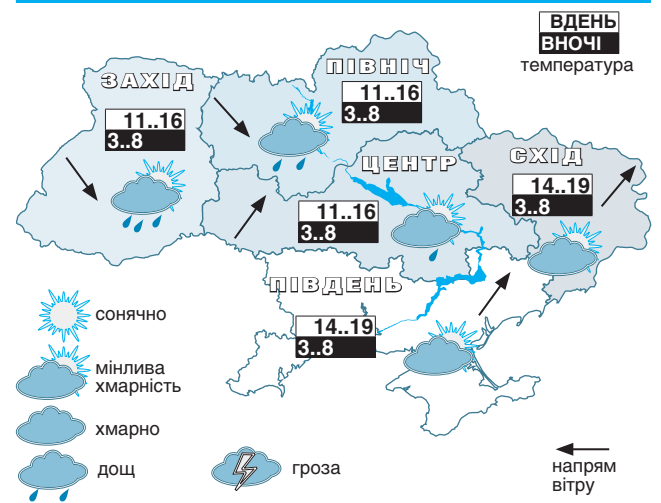 ВДЕНЬ
ВНОЧІ
температура
ПІВНІЧ
11..16
3..8
ЗАХІД
11..16
3..8
ЦЕНТР
11..16
3..8
СХІД
14..19
3..8
ПІВДЕНЬ
14..19
3..8
сонячно
мінлива
хмарність
хмарно
дощ
гроза
напрям
вітру